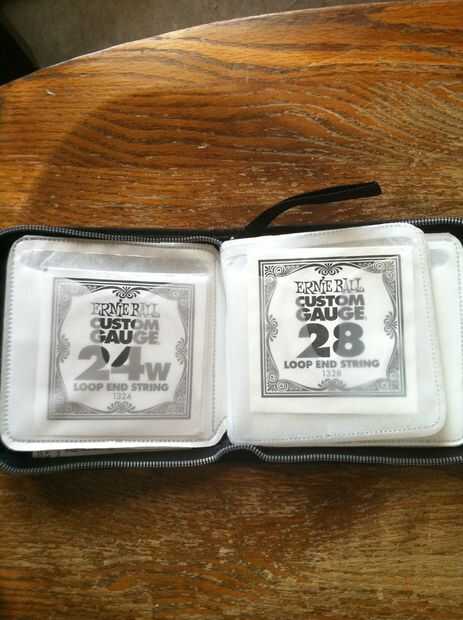 ERNIE BALL
CUSTOM
GAUGE
24W
LOOP END STRING
1324
ERNIE BALL
CUSTOM
GAUGE
28
LOOP END STRING
1328